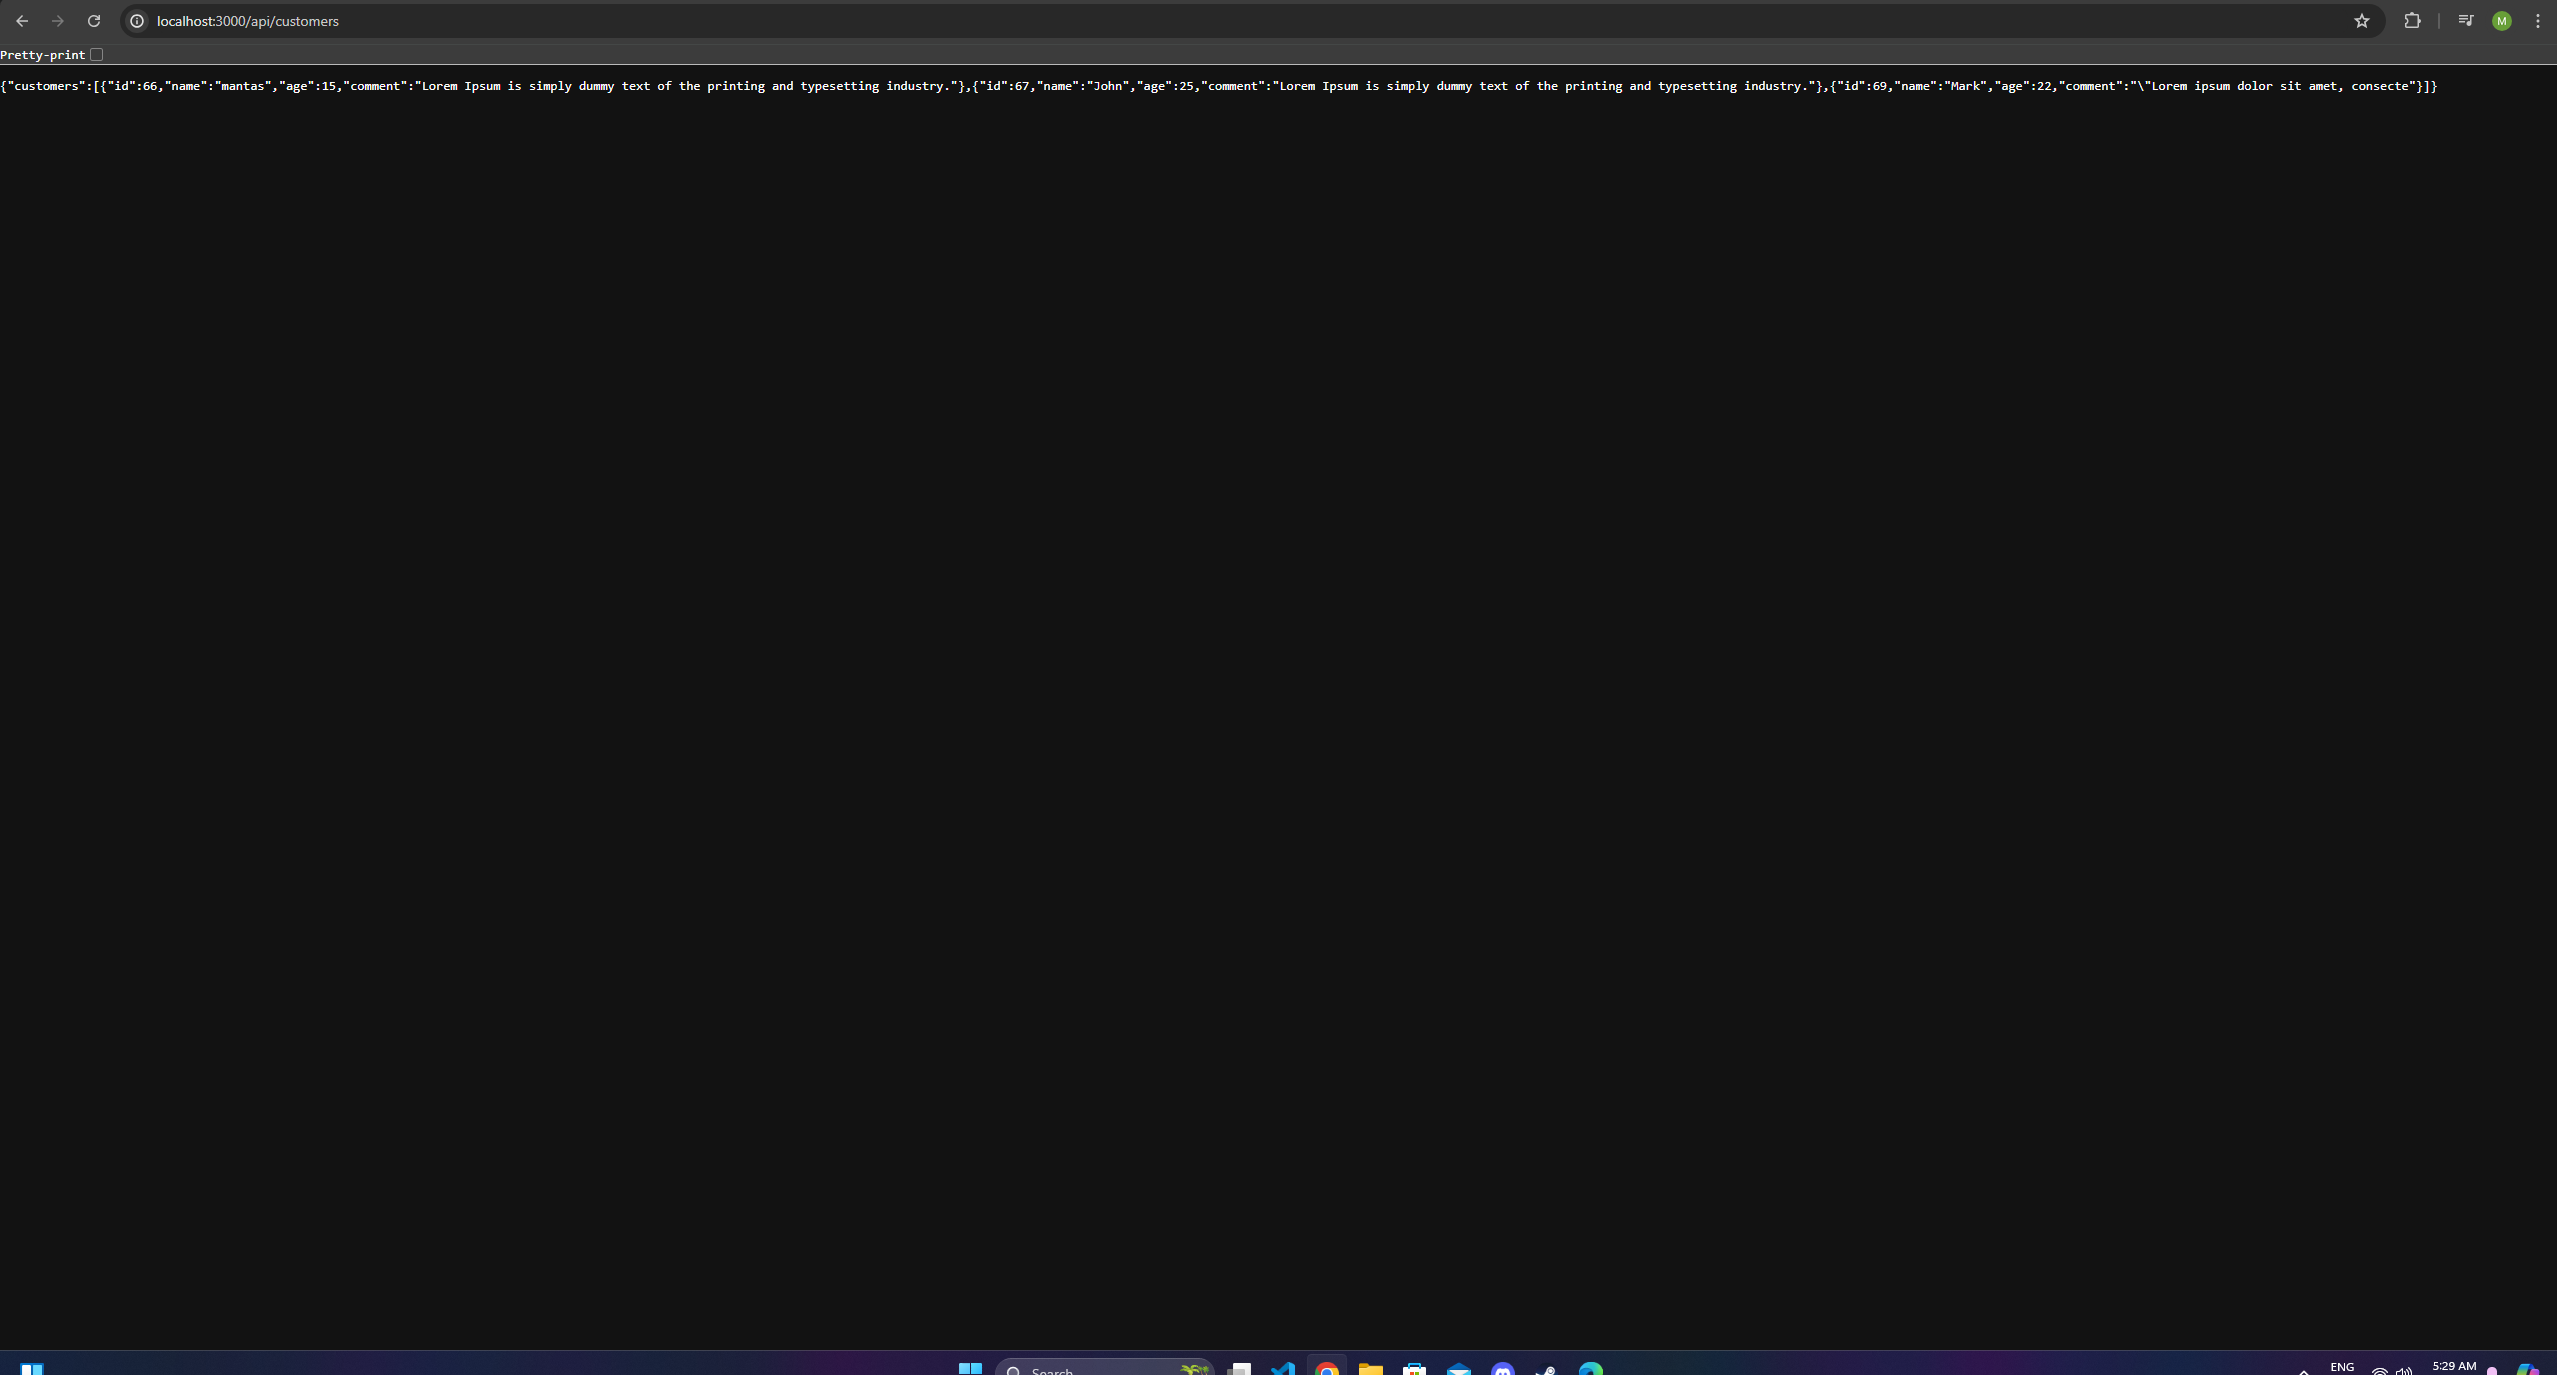 localhost:3000/api/customers
M
Pretty-print
{"customers":[{"id":66,"name":"mantas","age":15,"comment":"Lorem Ipsum is simply dummy text of the printing and typesetting industry."},{"id":67,"name":"John","age":25,"comment":"Lorem Ipsum is simply dummy text of the printing and typesetting industry."},{"id":69,"name":"Mark","age":22,"comment":"\"Lorem ipsum dolor sit amet, consecte"}]}
Search
ENG
5:29 AM